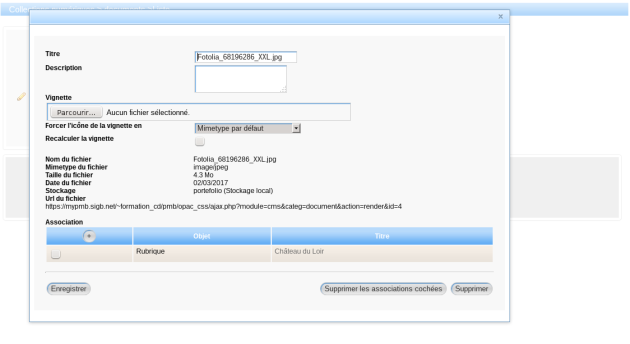 ×
Titre
Fotolia_68196286_XXL.jpg
Description
Vignette
Parcourir... Aucun fichier sélectionné.
Forcer l'icône de la vignette en
Mimetype par défaut
Recalculer la vignette
Nom du fichier Fotolia_68196286_XXL.jpg
Mimetype du fichier image/jpeg
Taille du fichier 4.3 Mo
Date du fichier 02/03/2017
Stockage portefolio (Stockage local)
Url du fichier
https://mypmb.sigb.net/~formation_cd/pmb/opac_css/ajax.php?module=cms&categ=document&action=render&id=4
Association
+ Objet Titre
Rubrique Château du Loir
Enregistrer Supprimer les associations cochées Supprimer